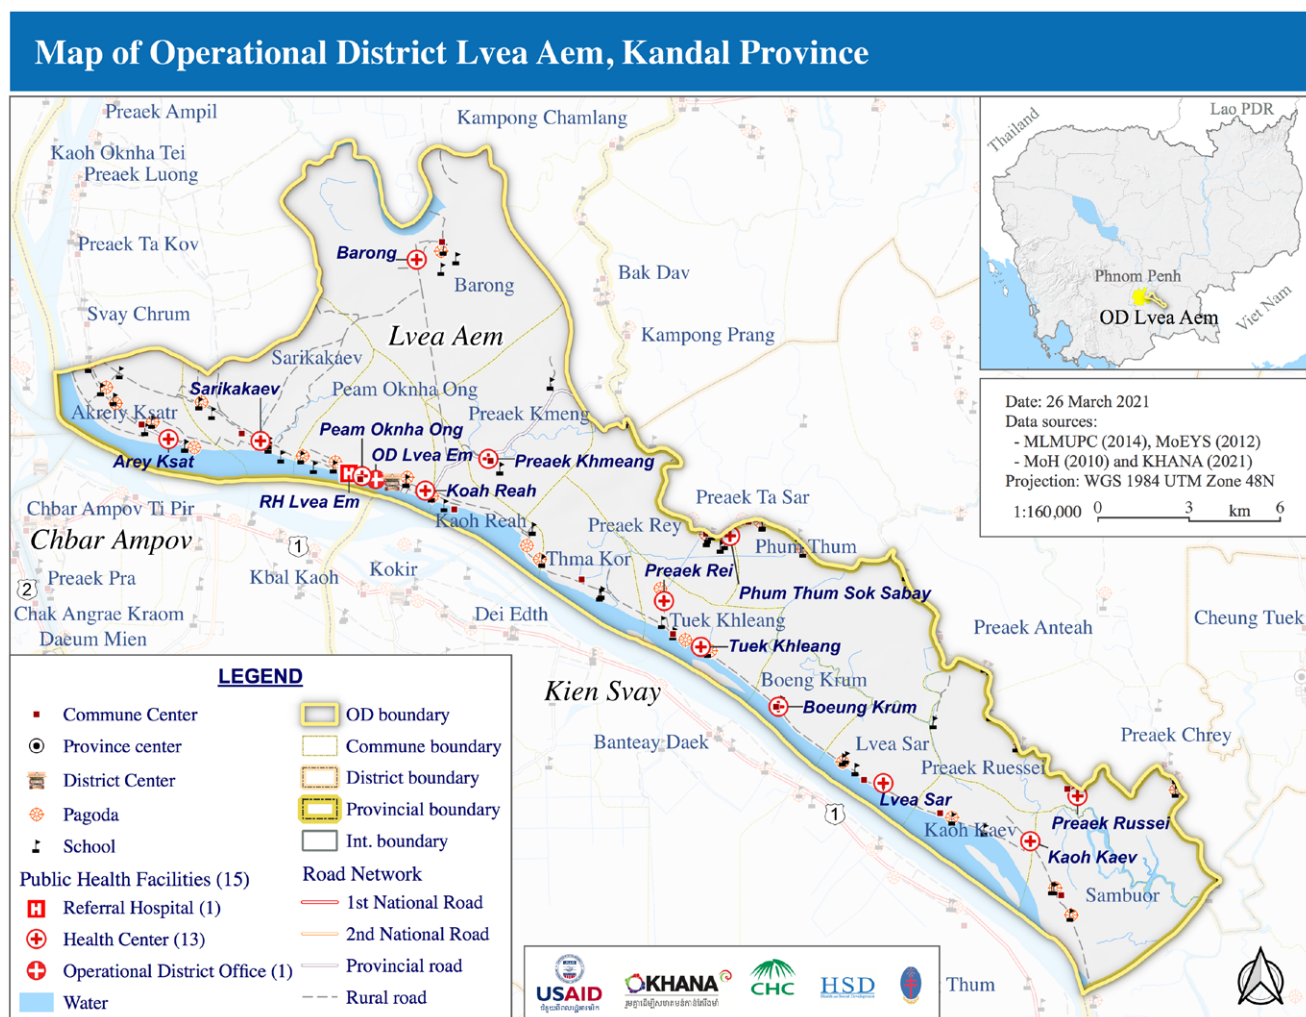 Map of Operational District Lvea Aem, Kandal Province
Preaek Ampil
Kampong Chamlang
Kaoh Oknha Tei
Preaek Luong
Preaek Ta Kov
Barong
Barong
Bak Dav
Svay Chrum
Kampong Prang
Lvea Aem
Sarikakaev
Sarikakaev
Peam Oknha Ong
Akreiy Ksatr
Preaek Kmeng
Peam Oknha Ong
OD Lvea Em
Arey Ksat
Preaek Khmeang
RH Lvea Em
Koah Reah
Kaoh Reah
Preaek Ta Sar
Preaek Rey
Phum Thum
Chbar Ampov Ti Pir
Chbar Ampov
1
Thma Kor
Preaek Rei
Phum Thum Sok Sabay
Kbal Kaoh
Kokir
2
Preaek Pra
Chak Angrae Kraom
Daeum Mien
Dei Edth
Tuek Khleang
Tuek Khleang
Preaek Anteah
Cheung Tuek
Kien Svay
Boeng Krum
Boeung Krum
Banteay Daek
Lvea Sar
Preaek Chrey
Preaek Ruessei
Lvea Sar
1
Preaek Russei
Kaoh Kaev
Kaoh Kaev
Sambuor
Thum
Lao PDR
Thailand
Phnom Penh
OD Lvea Aem
Viet Nam
Date: 26 March 2021
Data sources:
- MLMUPC (2014), MoEYS (2012)
- MoH (2010) and KHANA (2021)
Projection: WGS 1984 UTM Zone 48N
1:160,000 0 3 km 6
LEGEND
Commune Center
Province center
District Center
Pagoda
School
Public Health Facilities (15)
Referral Hospital (1)
Health Center (13)
Operational District Office (1)
Water
OD boundary
Commune boundary
District boundary
Provincial boundary
Int. boundary
Road Network
1st National Road
2nd National Road
Provincial road
Rural road
USAID
KHANA
CHC
HSD